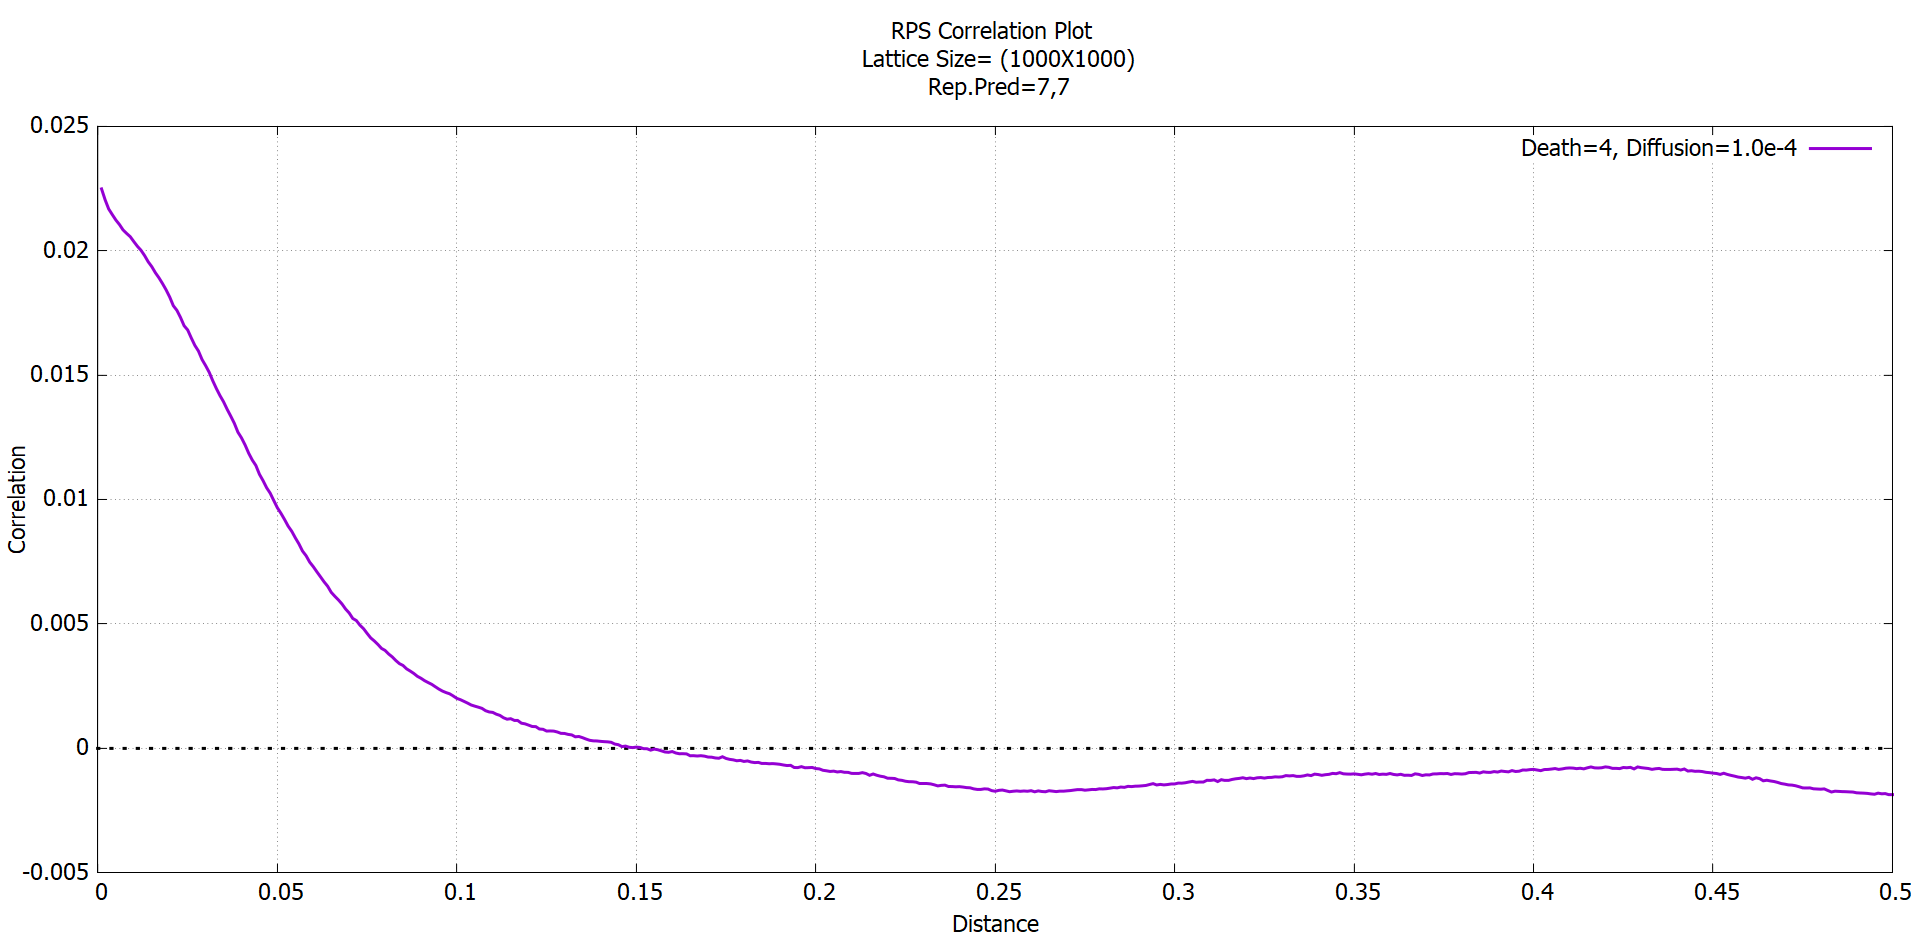 RPS Correlation Plot
Lattice Size= (1000X1000)
Rep.Pred=7,7
Death=4, Diffusion=1.0e-4
0.025
0.02
0.015
0.01
0.005
0
-0.005
Correlation
0 0.05 0.1 0.15 0.2 0.25 0.3 0.35 0.4 0.45 0.5
Distance